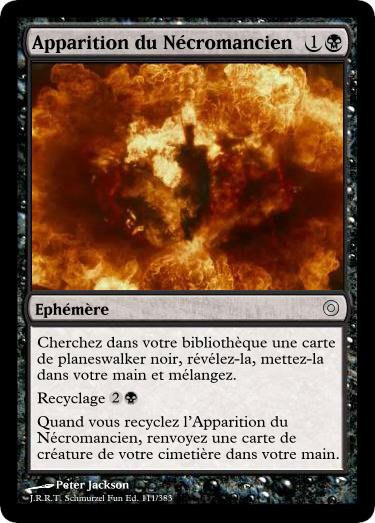 Apparition du Nécromancien 1
Ephémère
Cherchez dans votre bibliothèque une carte
de planeswalker noir, révélez-la, mettez-la
dans votre main et mélangez.
Recyclage 2
Quand vous recyclez l'Apparition du
Nécromancien, renvoyez une carte de
créature de votre cimetière dans votre main.
Peter Jackson
J.R.R.T. Schmurzel Fun Ed. 111/383